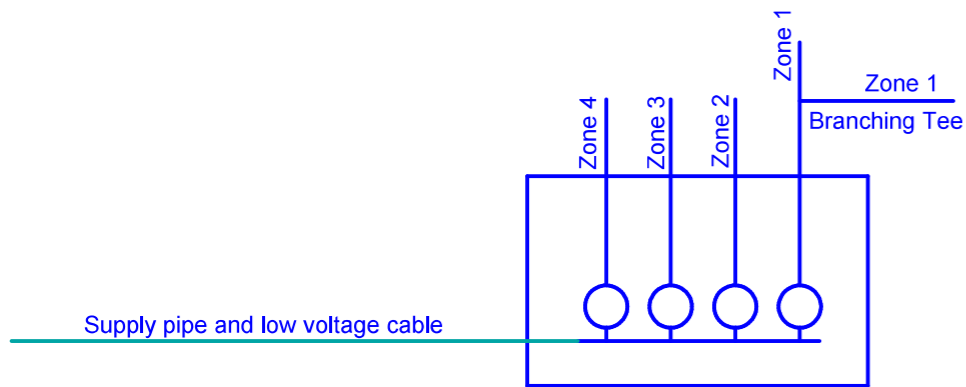 Zone 4
Zone 3
Zone 2
Zone 1
Zone 1
Branching Tee
Supply pipe and low voltage cable